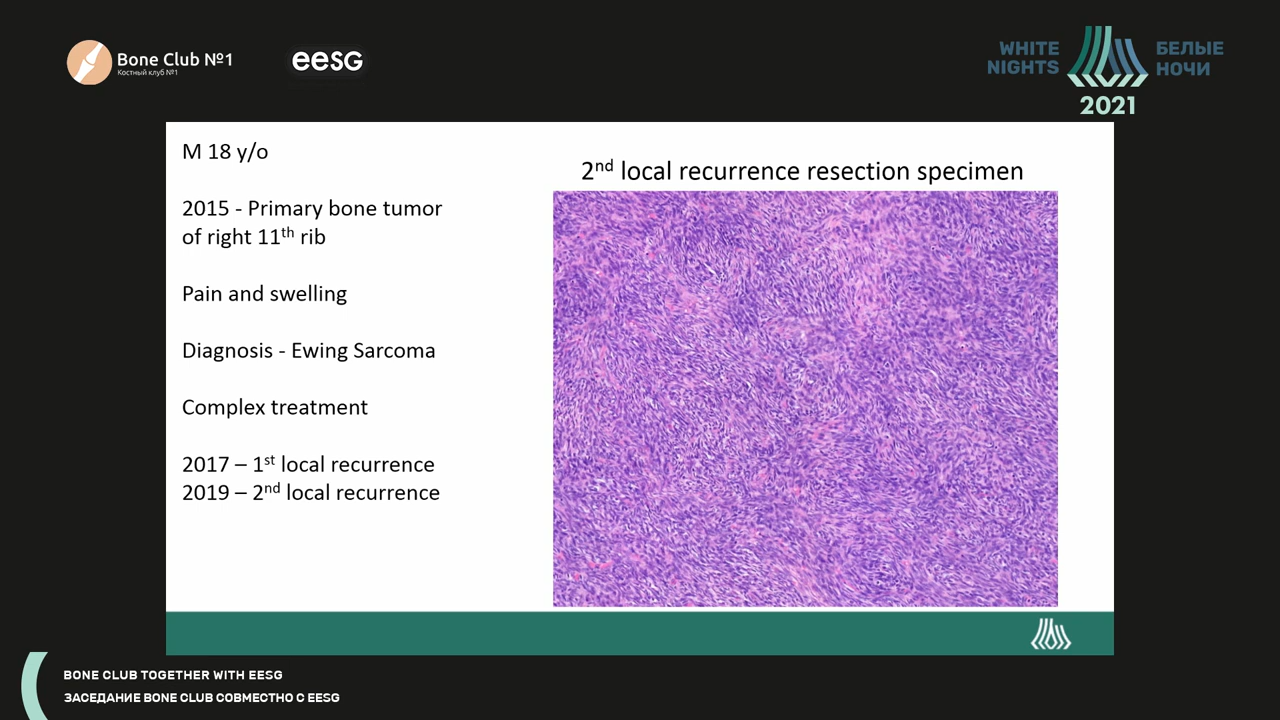 Bone Club №1
Костный клуб №1
eesg
WHITE
NIGHTS
БЕЛЫЕ
НОЧИ
2021
M 18 y/o
2015 - Primary bone tumor
of right 11th rib
Pain and swelling
Diagnosis - Ewing Sarcoma
Complex treatment
2017 – 1st local recurrence
2019 – 2nd local recurrence
2nd local recurrence resection specimen
BONE CLUB TOGETHER WITH EESG
ЗАСЕДАНИЕ BONE CLUB СОВМЕСТНО С EESG